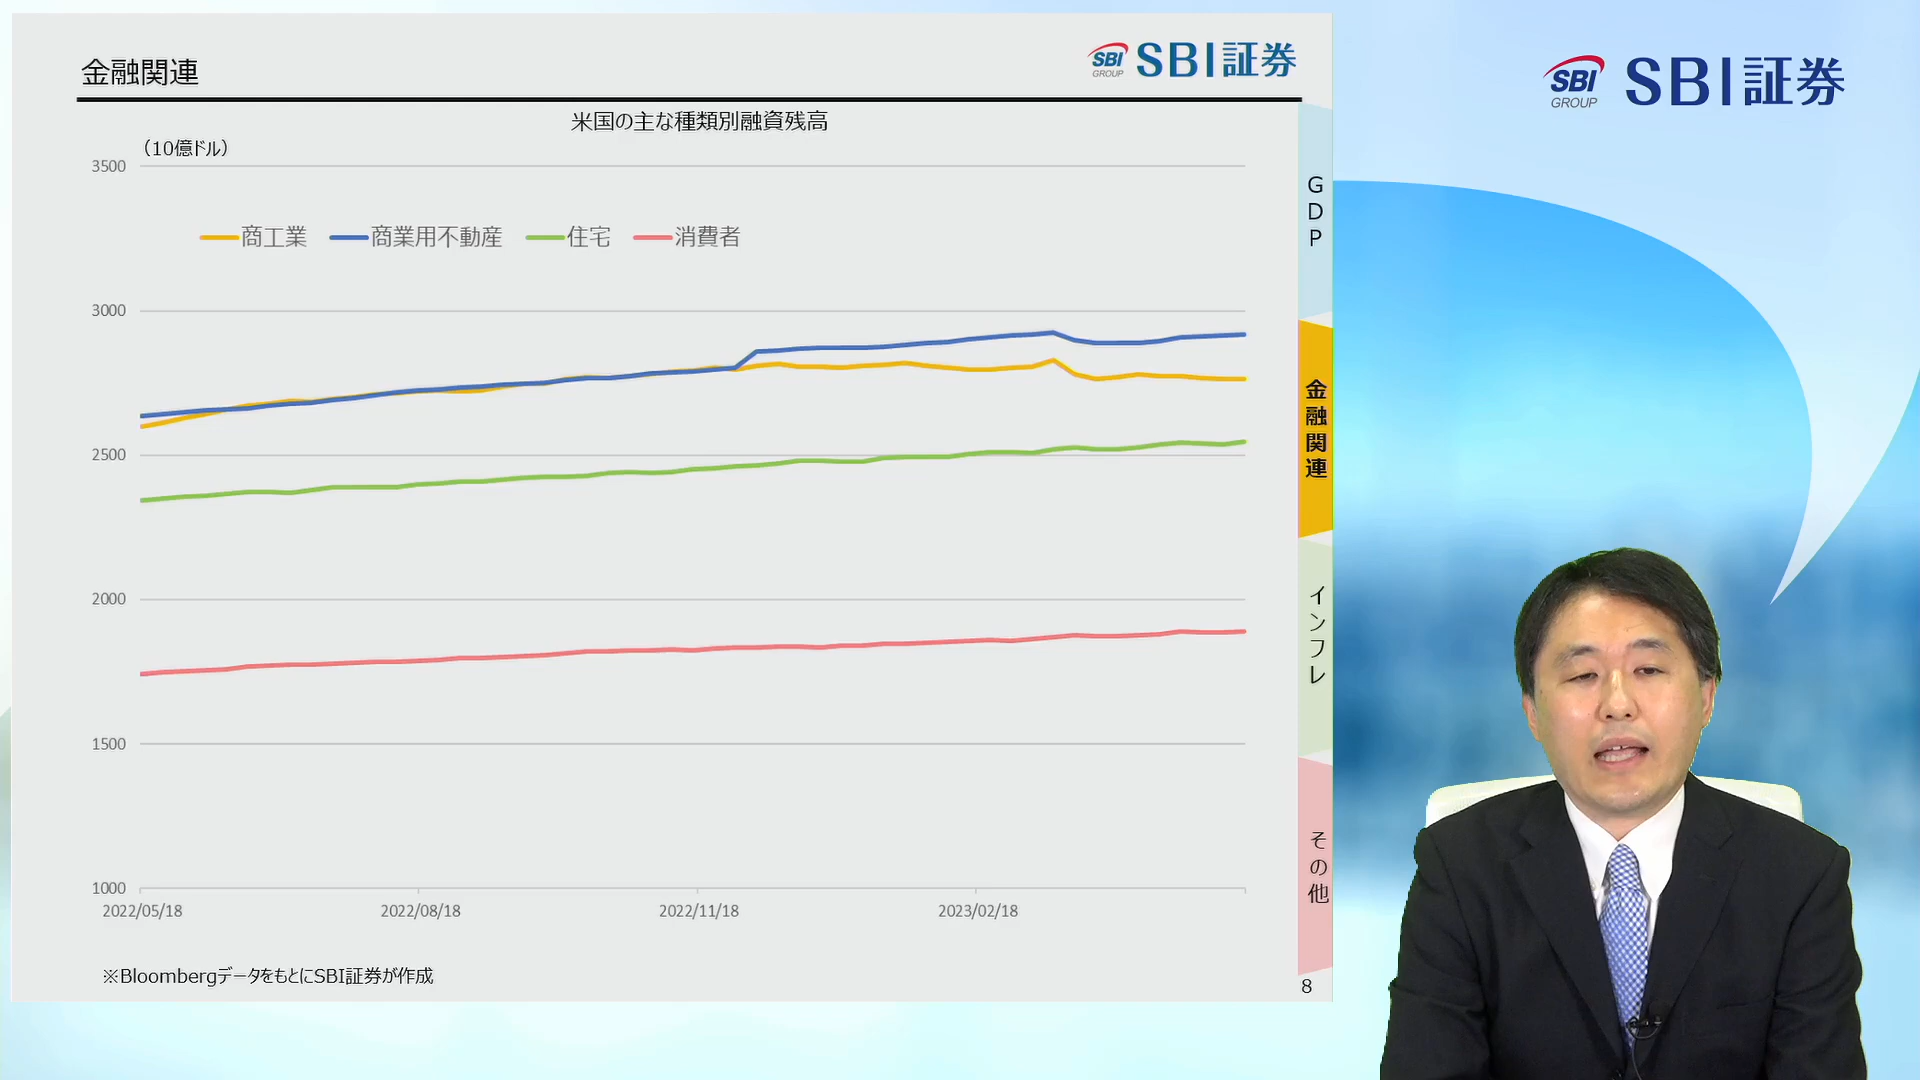 金融関連
SBI GROUP SBI証券
SBI GROUP SBI証券
米国の主な種類別融資残高
（10億ドル）
3500
商工業 商業用不動産 住宅 消費者
3000
2500
2000
1500
1000
2022/05/18 2022/08/18 2022/11/18 2023/02/18
※BloombergデータをもとにSBI証券が作成
GDP
金融関連
インフレ
その他
8